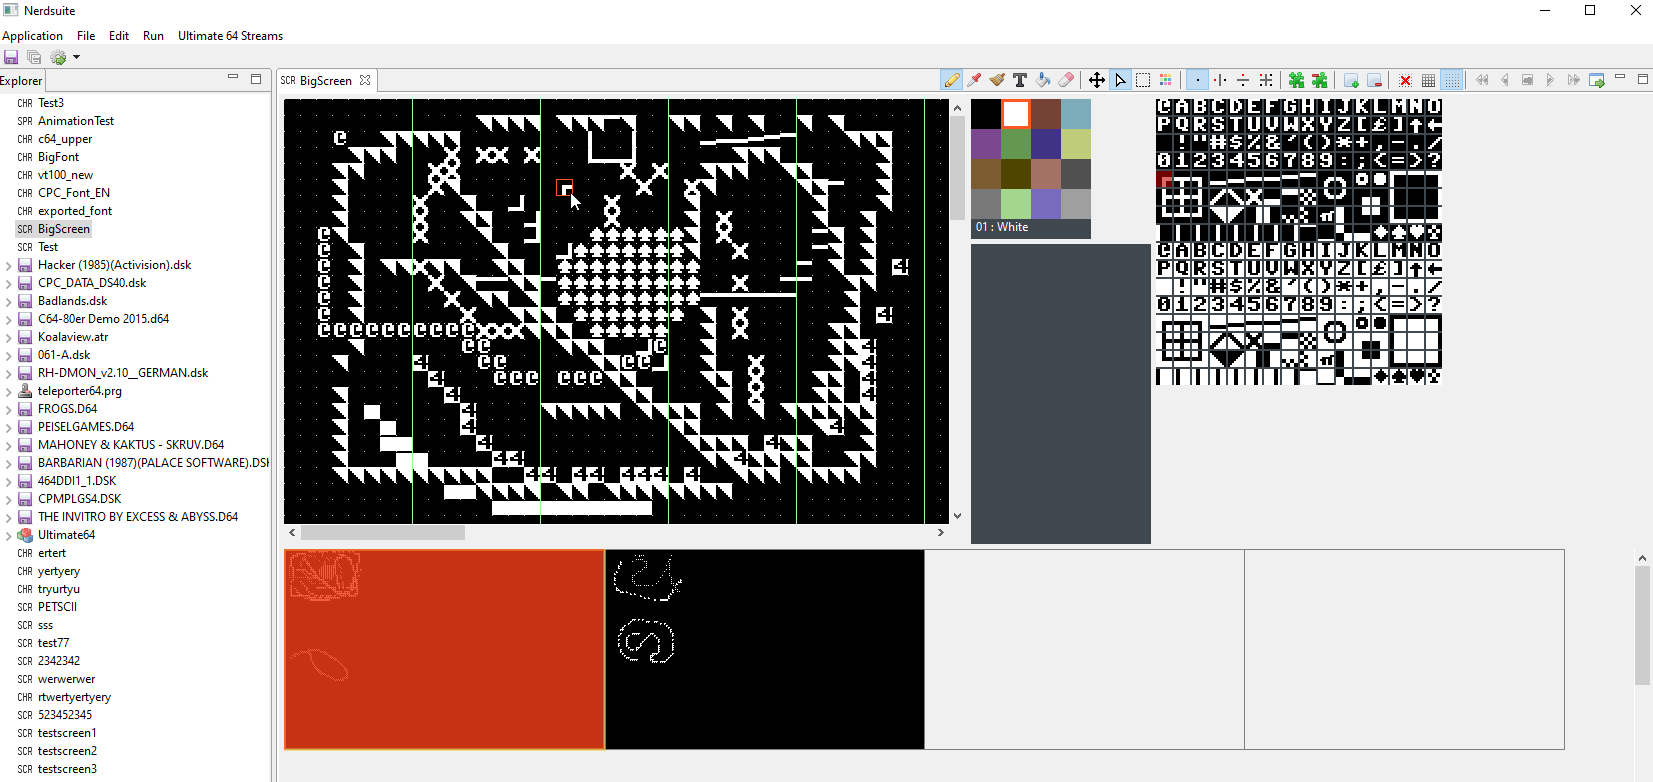 Nerdsuite
Application File Edit Run Ultimate 64 Streams
Explorer
SCR BigScreen
CHR Test3
SPR AnimationTest
CHR c64_upper
CHR BigFont
CHR vt100_new
CHR CPC_Font_EN
CHR exported_font
SCR BigScreen
SCR Test
Hacker (1985)(Activision).dsk
CPC_DATA_DS40.dsk
Badlands.dsk
C64-80er Demo 2015.d64
Koalaview.atr
061-A.dsk
RH-DMON_v2.10__GERMAN.dsk
teleporter64.prg
FROGS.D64
PEISELGAMES.D64
MAHONEY & KAKTUS - SKRUV.D64
BARBARIAN (1987)(PALACE SOFTWARE).DSK
464DDI1_1.DSK
CPMPLGS4.DSK
THE INVITRO BY EXCESS & ABYSS.D64
Ultimate64
CHR ertert
CHR yertyery
CHR tryurtyu
SCR PETSCII
SCR sss
SCR test77
SCR 2342342
SCR werwerwer
CHR rtwertyertyery
SCR 523452345
SCR testscreen1
SCR testscreen2
SCR testscreen3
01 : White
@ABCDEFGHIJKLMNO
PQRSTUVWXYZ[£]↑←
!"#$%&'()*+,-./
0123456789:;<=>?
@ABCDEFGHIJKLMNO
PQRSTUVWXYZ[£]↑←
!"#$%&'()*+,-./
0123456789:;<=>?